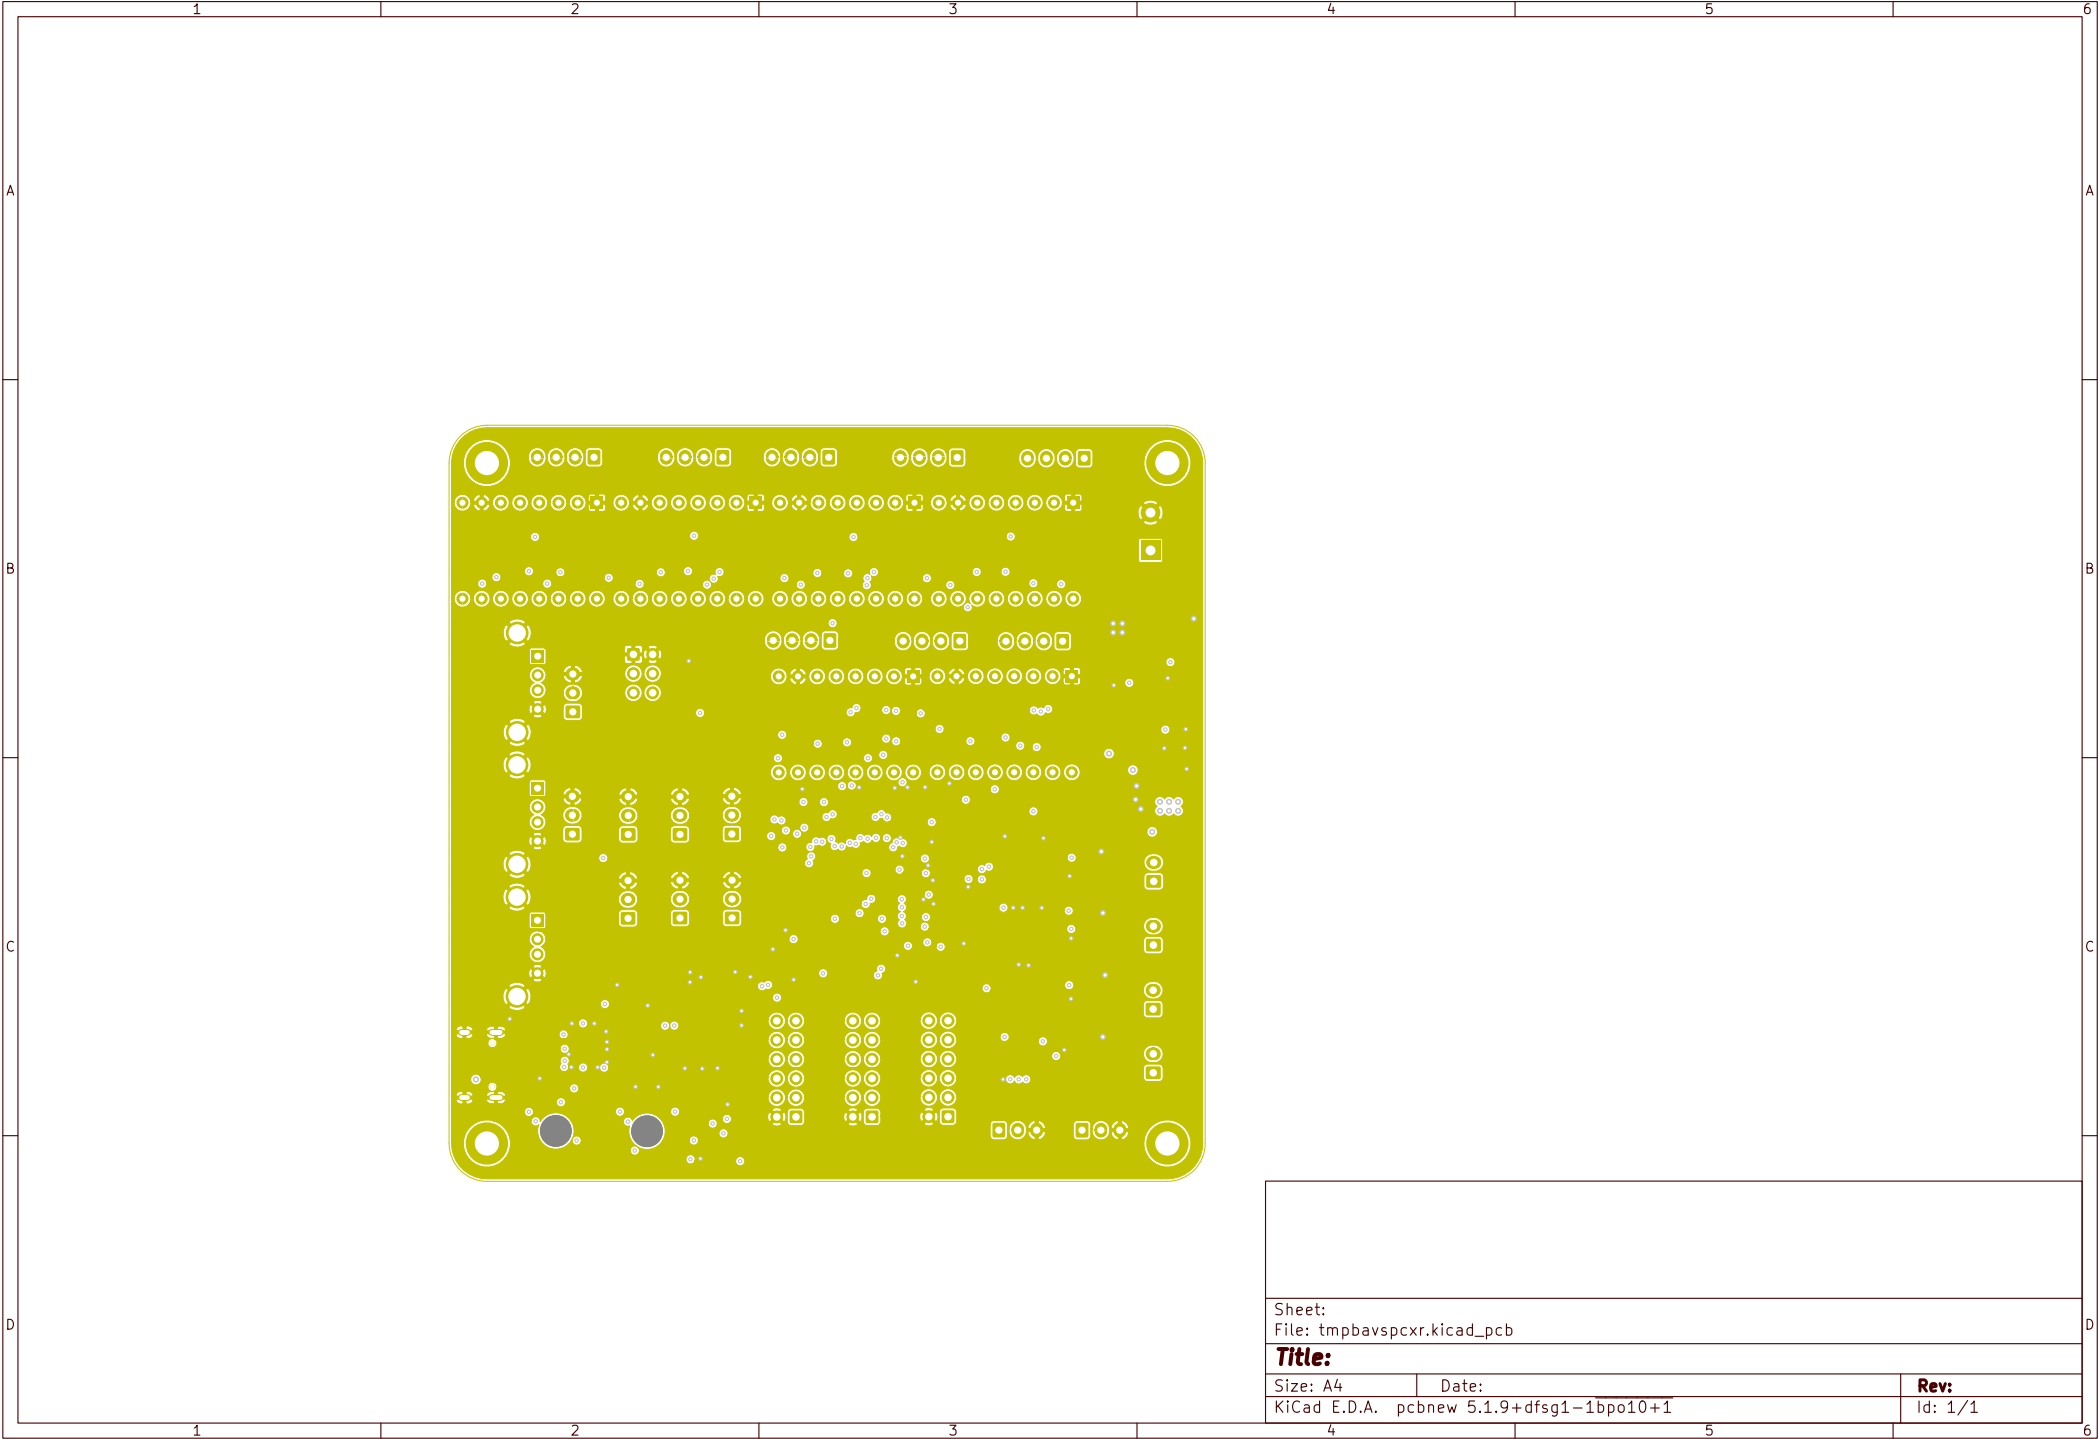 1 2 3 4 5 6
A A
B B
C C
D D
Sheet:
File: tmpbavspcxr.kicad_pcb
Title:
Size: A4 Date: Rev:
KiCad E.D.A. pcbnew 5.1.9+dfsg1-1bpo10+1 Id: 1/1
1 2 3 4 5 6